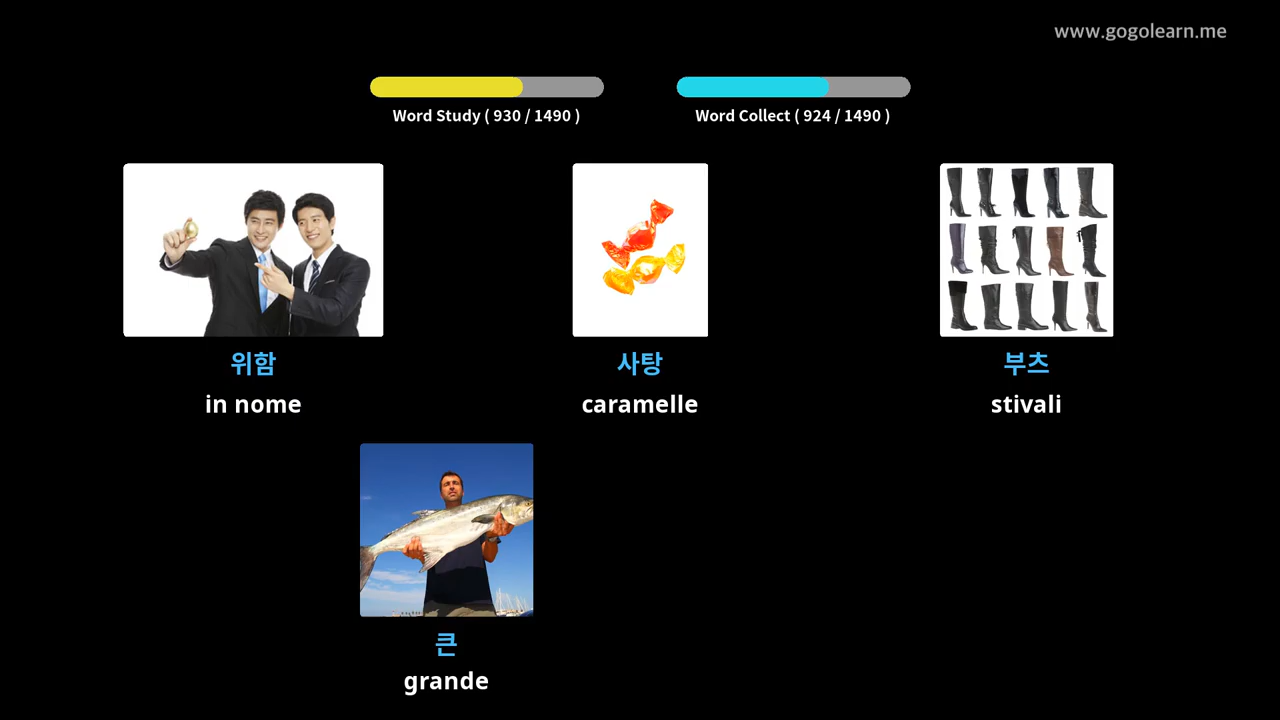 www.gogolearn.me
Word Study ( 930 / 1490 )
Word Collect ( 924 / 1490 )
위함
in nome
사탕
caramelle
부츠
stivali
큰
grande